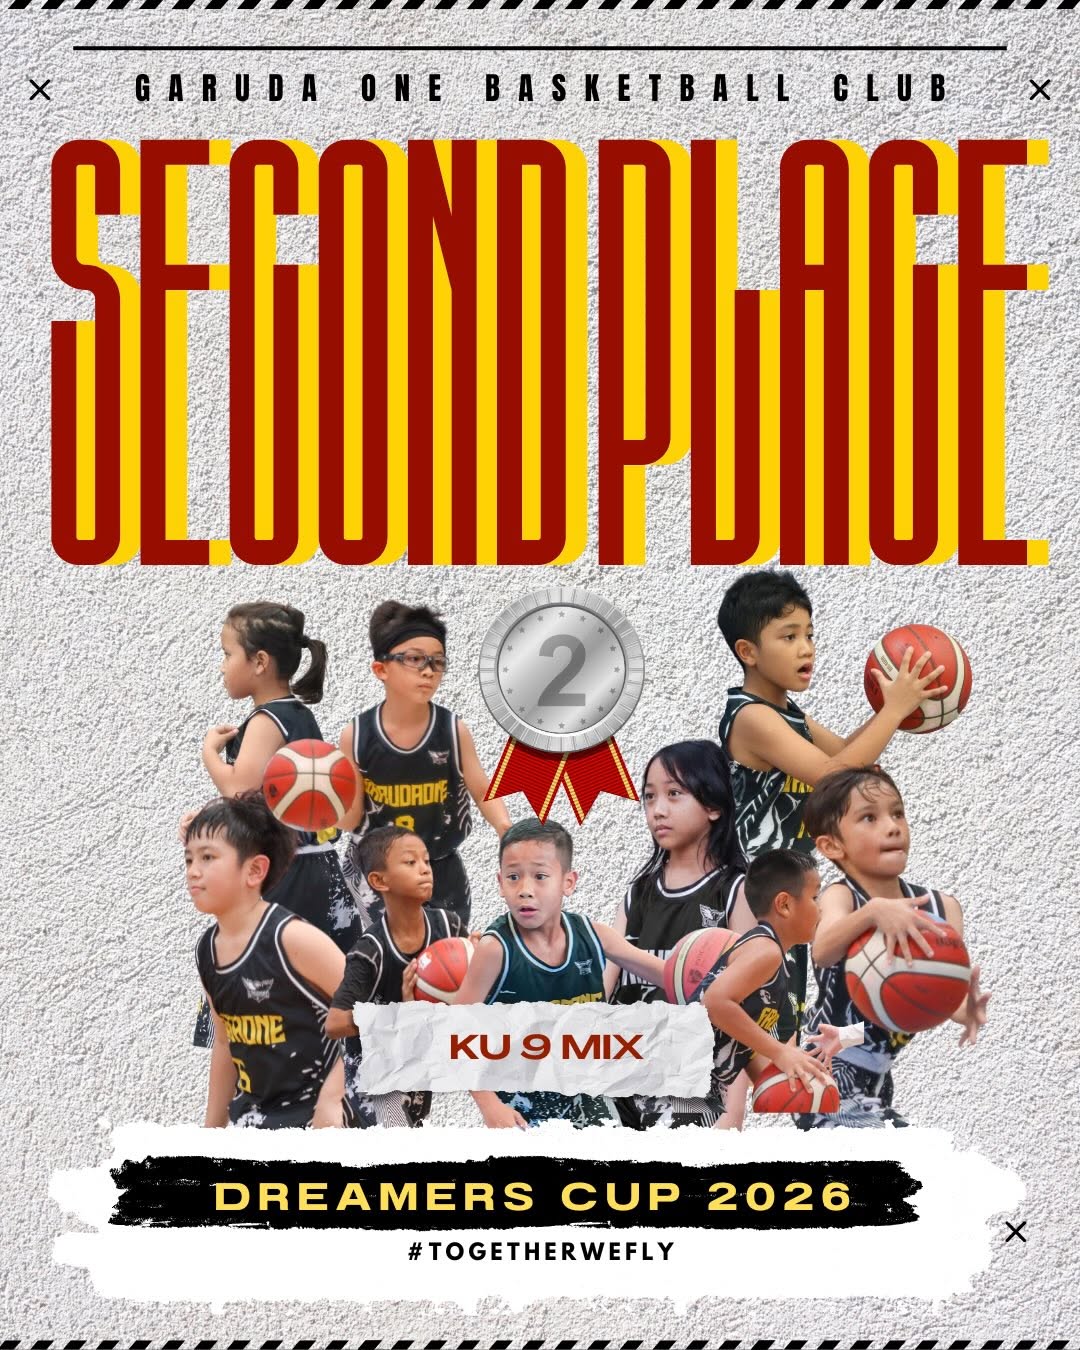 GARUDA ONE BASKETBALL CLUB
SECOND PLACE
2
KU 9 MIX
DREAMERS CUP 2026
#TOGETHERWEFLY